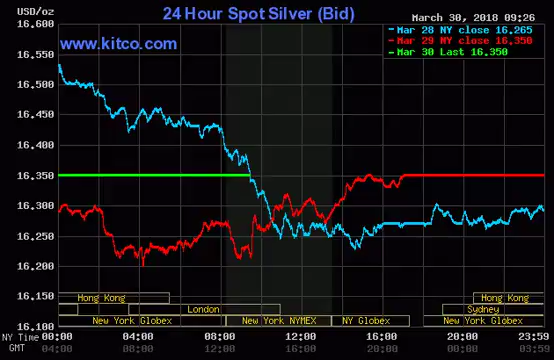 24 Hour Spot Silver (Bid)
USD/oz
March 30, 2018 09:26
www.kitco.com
Mar 28 NY close 16.265
Mar 29 NY close 16.350
Mar 30 Last 16.350
16.600
16.550
16.500
16.450
16.400
16.350
16.300
16.250
16.200
16.150
16.100
Hong Kong
Hong Kong
London
Sydney
New York Globex
New York NYMEX
NY Globex
New York Globex
NY Time 00:00 04:00 08:00 12:00 16:00 20:00 23:59
GMT 04:00 08:00 12:00 16:00 20:00 00:00 03:59